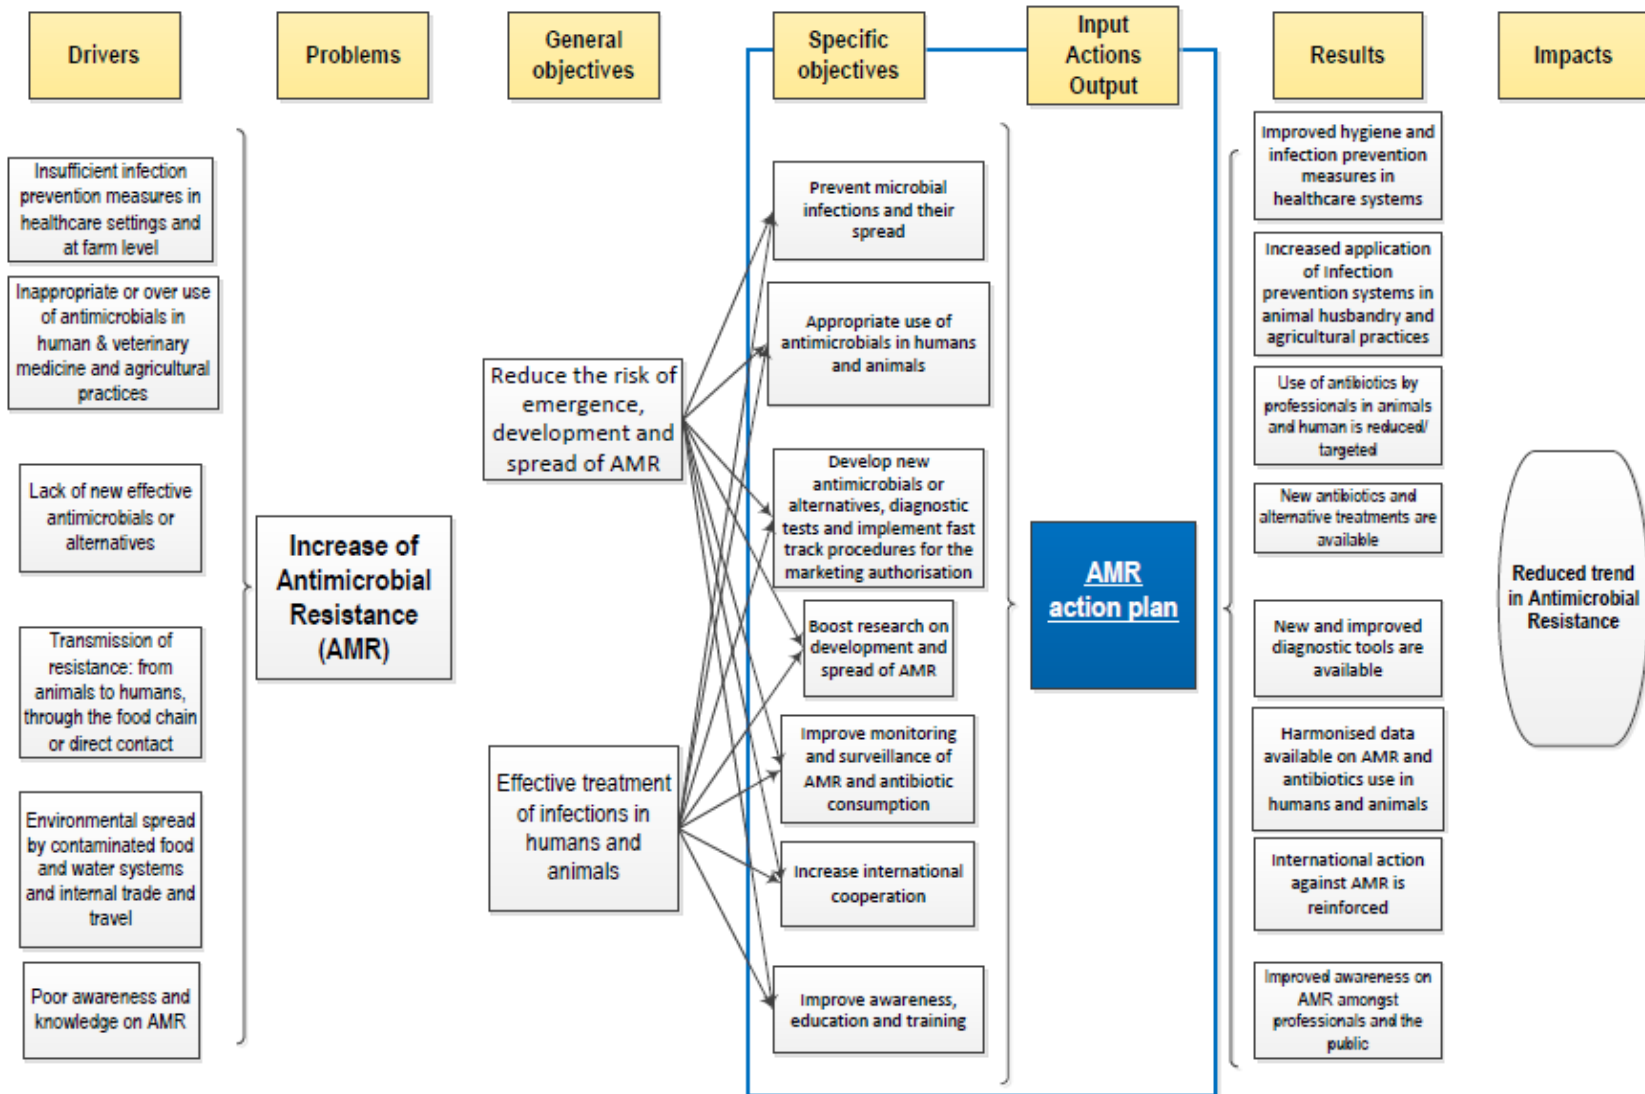 Drivers
Problems
General
objectives
Specific
objectives
Input
Actions
Output
Results
Impacts
Insufficient infection
prevention measures in
healthcare settings and
at farm level
Inappropriate or over use
of antimicrobials in
human & veterinary
medicine and agricultural
practices
Lack of new effective
antimicrobials or
alternatives
Transmission of
resistance: from
animals to humans,
through the food chain
or direct contact
Environmental spread
by contaminated food
and water systems
and internal trade and
travel
Poor awareness and
knowledge on AMR
Increase of
Antimicrobial
Resistance
(AMR)
Reduce the risk of
emergence,
development and
spread of AMR
Effective treatment
of infections in
humans and
animals
Prevent microbial
infections and their
spread
Appropriate use of
antimicrobials in humans
and animals
Develop new
antimicrobials or
alternatives, diagnostic
tests and implement fast
track procedures for the
marketing authorisation
Boost research on
development and
spread of AMR
Improve monitoring
and surveillance of
AMR and antibiotic
consumption
Increase international
cooperation
Improve awareness,
education and training
AMR
action plan
Improved hygiene and
infection prevention
measures in
healthcare systems
Increased application
of Infection
prevention systems in
animal husbandry and
agricultural practices
Use of antibiotics by
professionals in animals
and human is reduced/
targeted
New antibiotics and
alternative treatments are
available
New and improved
diagnostic tools are
available
Harmonised data
available on AMR and
antibiotics use in
humans and animals
International action
against AMR is
reinforced
Improved awareness on
AMR amongst
professionals and the
public
Reduced trend
in Antimicrobial
Resistance